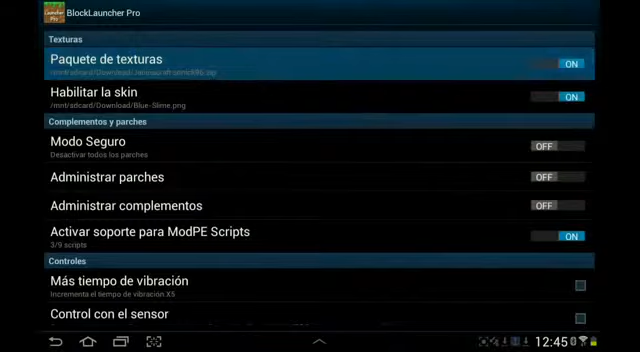 BlockLauncher Pro
Texturas
Paquete de texturas
ON
Habilitar la skin
ON
/mnt/sdcard/Download/Blue-Slime.png
Complementos y parches
Modo Seguro
OFF
Desactivar todos los parches
Administrar parches
OFF
Administrar complementos
OFF
Activar soporte para ModPE Scripts
ON
3/9 scripts
Controles
Más tiempo de vibración
Incrementa el tiempo de vibracion X5
Control con el sensor
12:45